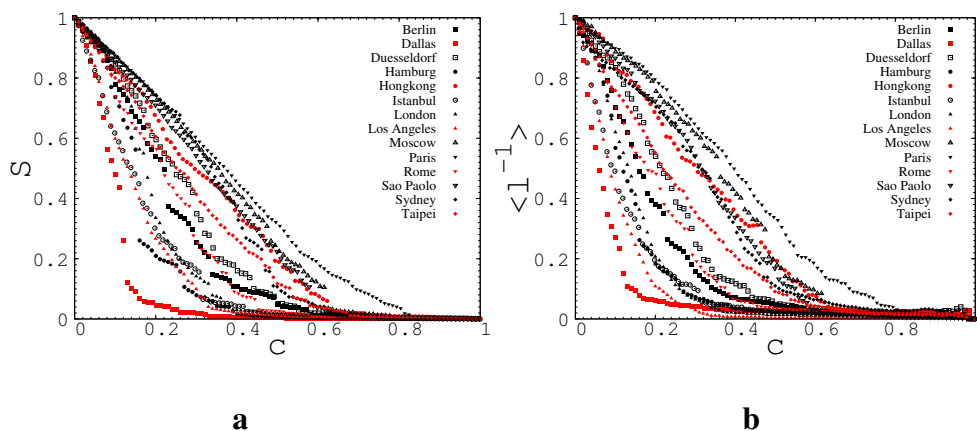 1
0.8
0.6
0.4
0.2
0
S
0 0.2 0.4 0.6 0.8 1
c
Berlin
Dallas
Duesseldorf
Hamburg
Hongkong
Istanbul
London
Los Angeles
Moscow
Paris
Rome
Sao Paolo
Sydney
Taipei
a
1
0.8
0.6
0.4
0.2
0
<l⁻¹>
0 0.2 0.4 0.6 0.8
c
Berlin
Dallas
Duesseldorf
Hamburg
Hongkong
Istanbul
London
Los Angeles
Moscow
Paris
Rome
Sao Paolo
Sydney
Taipei
b